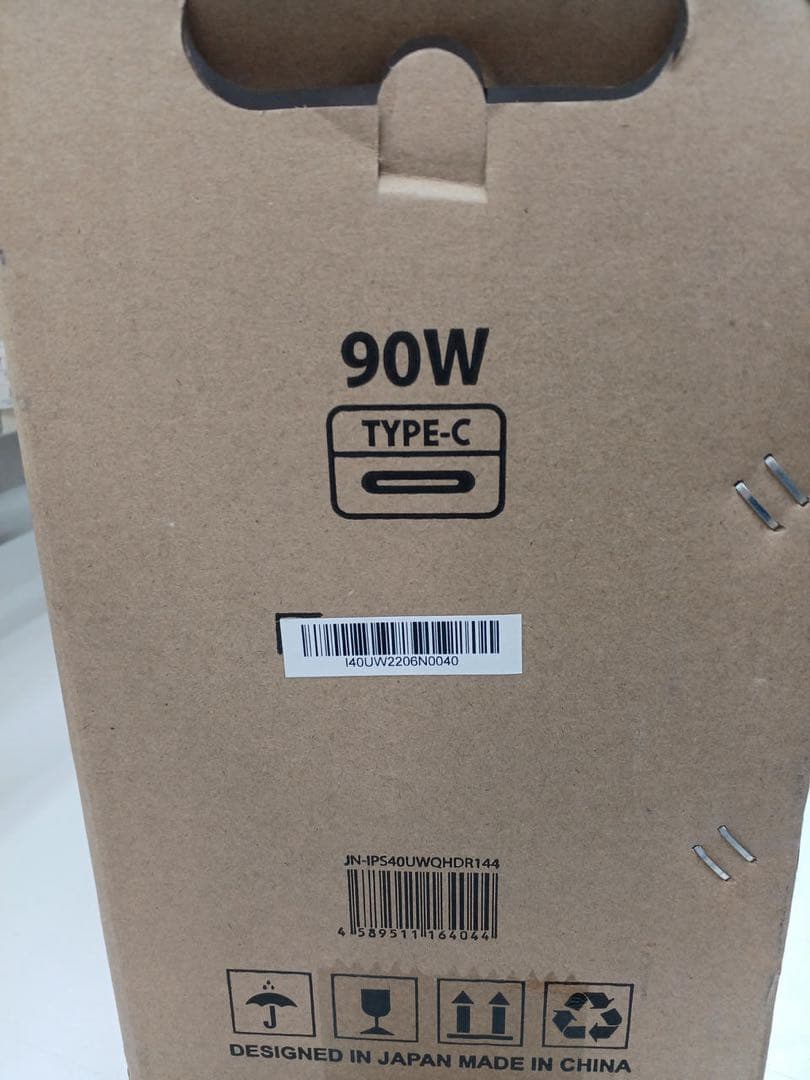 90W
TYPE-C
I40UW2206N0040
JN-IPS40UWQHDR144
4 589511 164044
DESIGNED IN JAPAN MADE IN CHINA